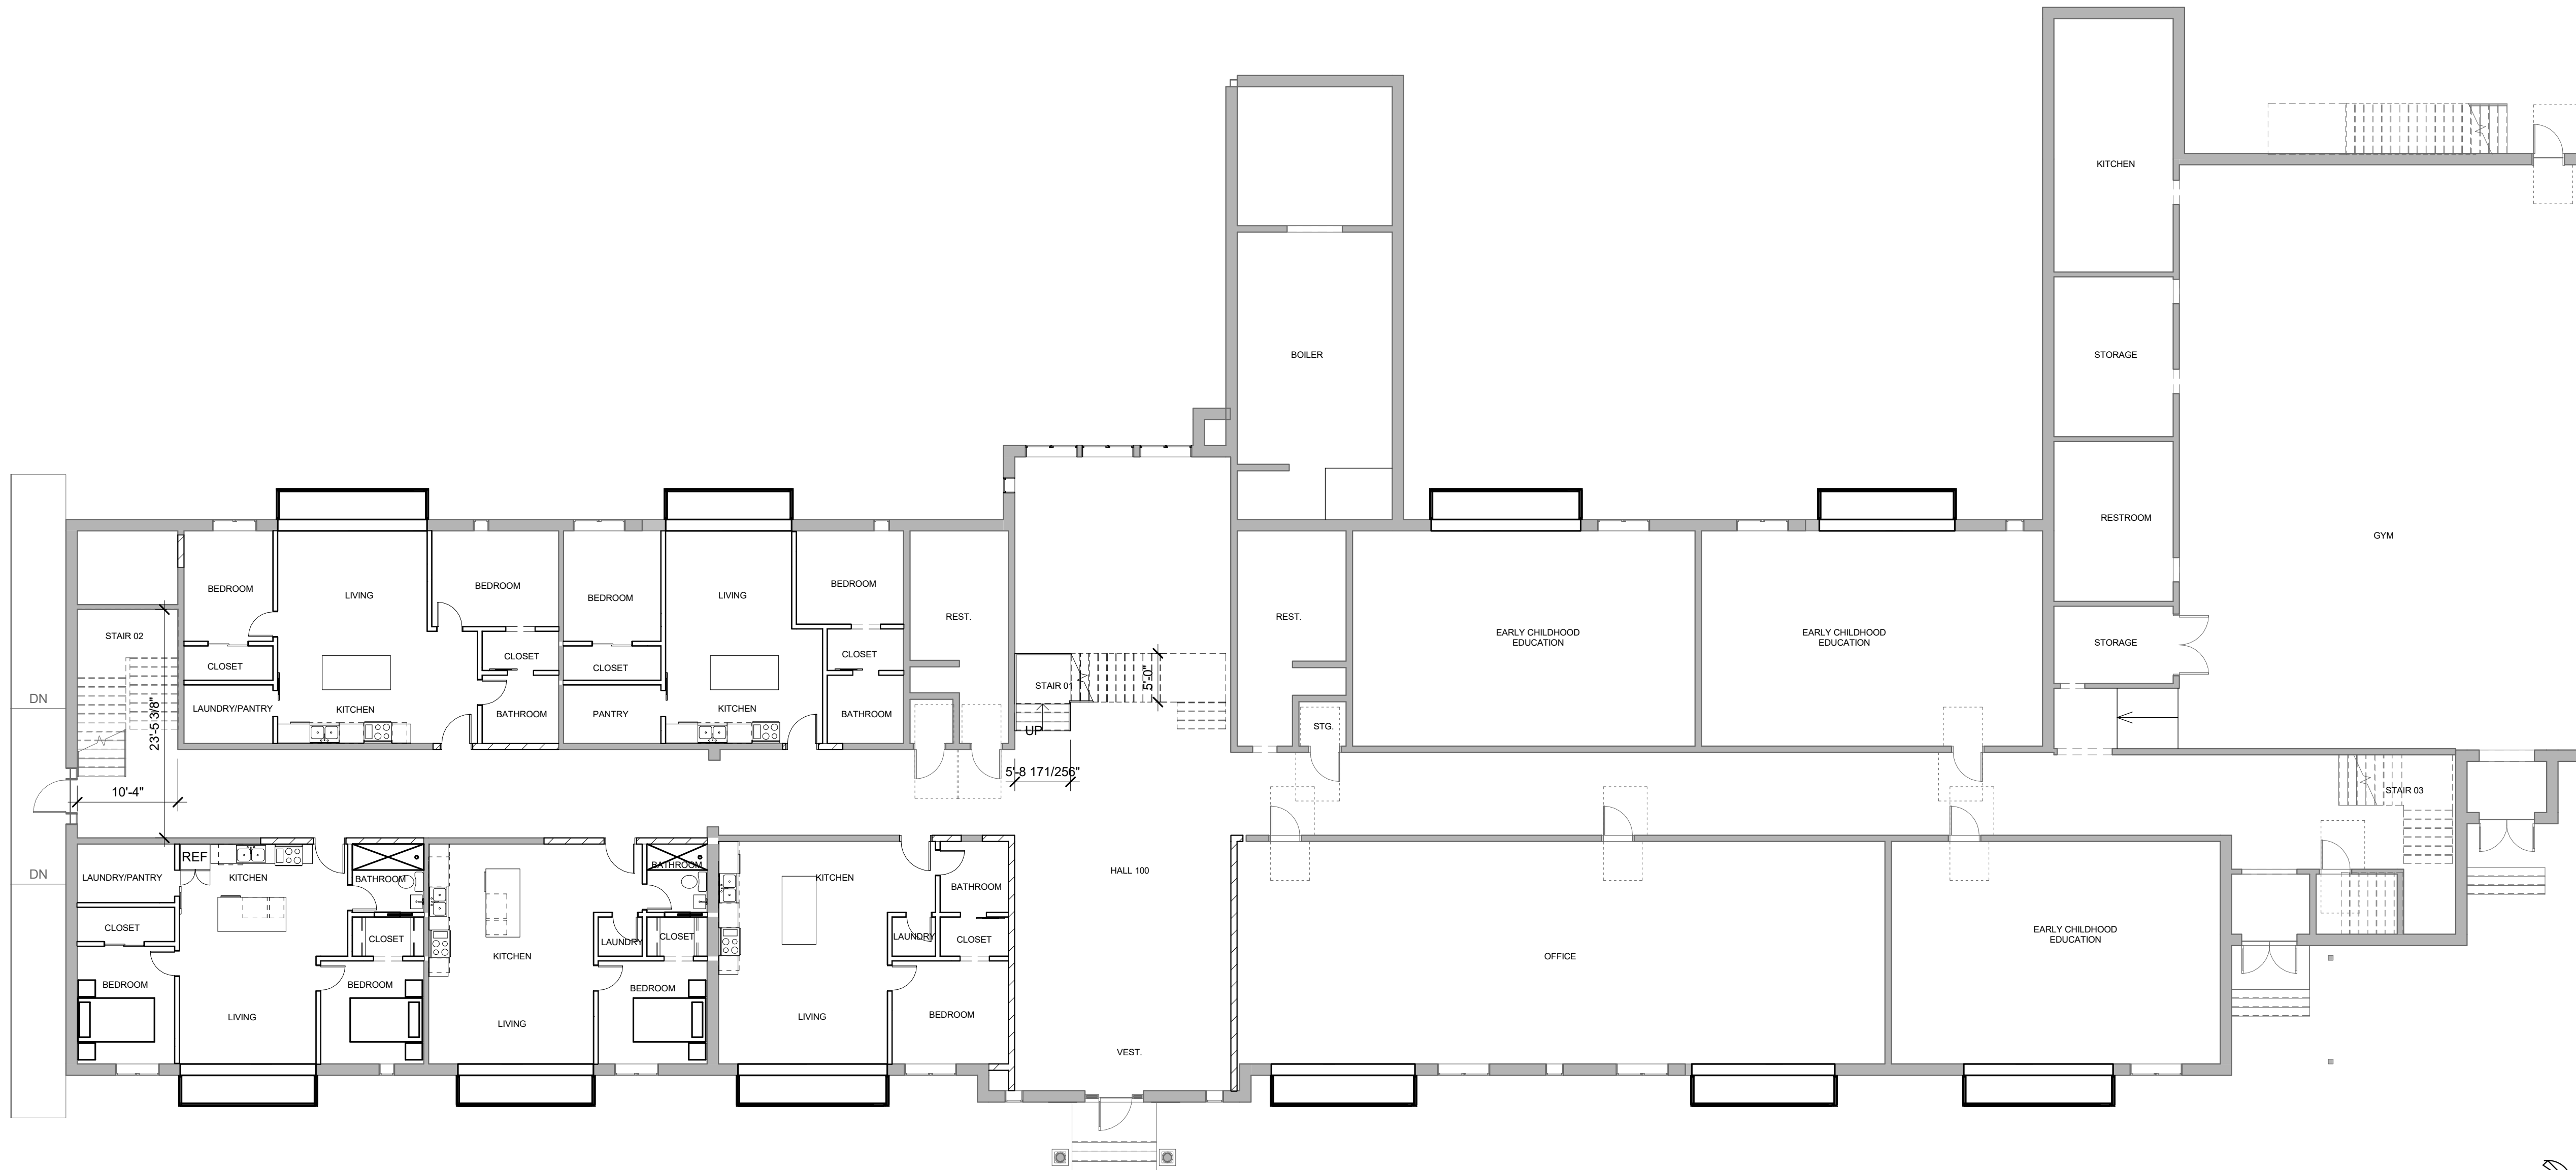 KITCHEN
STORAGE
RESTROOM
STORAGE
GYM
BOILER
BEDROOM
LIVING
BEDROOM
BEDROOM
LIVING
BEDROOM
REST.
REST.
EARLY CHILDHOOD
EDUCATION
EARLY CHILDHOOD
EDUCATION
STAIR 02
CLOSET
CLOSET
CLOSET
CLOSET
STAIR 01
5'-0"
DN
LAUNDRY/PANTRY
KITCHEN
BATHROOM
PANTRY
KITCHEN
BATHROOM
UP
STG.
23'-5 3/8"
10'-4"
5'-8 171/256"
STAIR 03
DN
REF
LAUNDRY/PANTRY
KITCHEN
BATHROOM
BATHROOM
KITCHEN
BATHROOM
HALL 100
CLOSET
CLOSET
LAUNDRY
CLOSET
LAUNDRY
CLOSET
KITCHEN
BEDROOM
BEDROOM
BEDROOM
BEDROOM
LIVING
LIVING
LIVING
VEST.
OFFICE
EARLY CHILDHOOD
EDUCATION